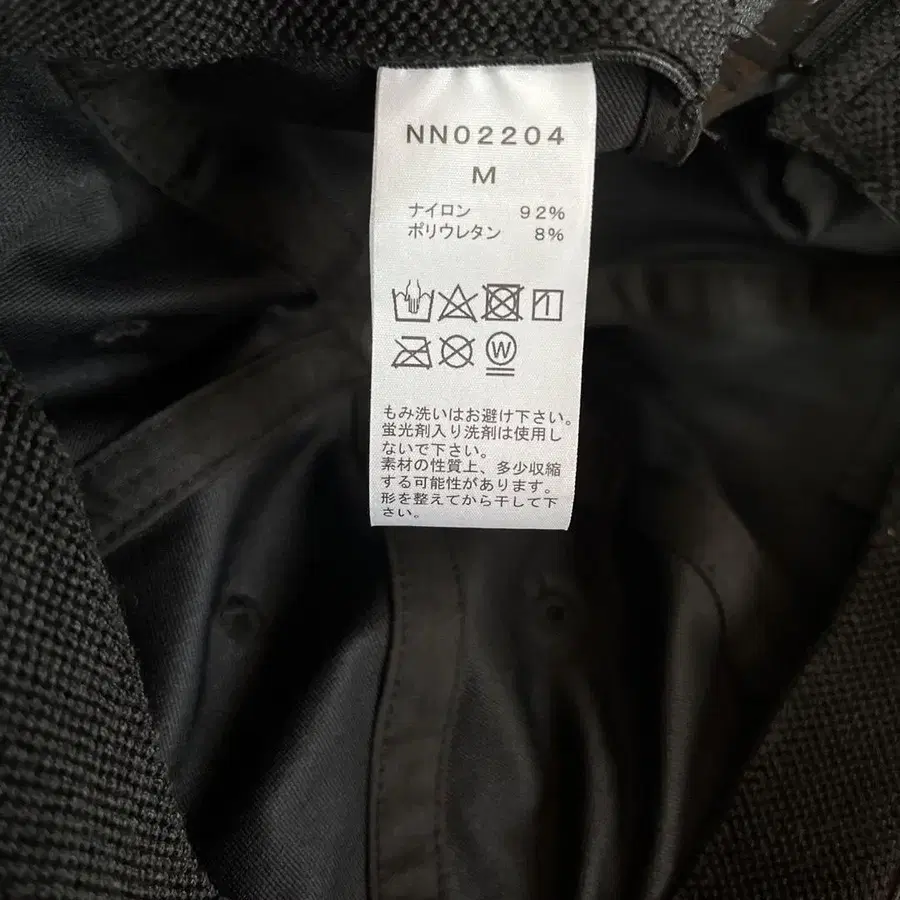 NN02204
M
ナイロン 92%
ポリウレタン 8%
W
もみ洗いはお避け下さい。
蛍光剤入り洗剤は使用し
ないで下さい。
素材の性質上、多少収縮
する可能性があります。
形を整えてから干して下
さい。